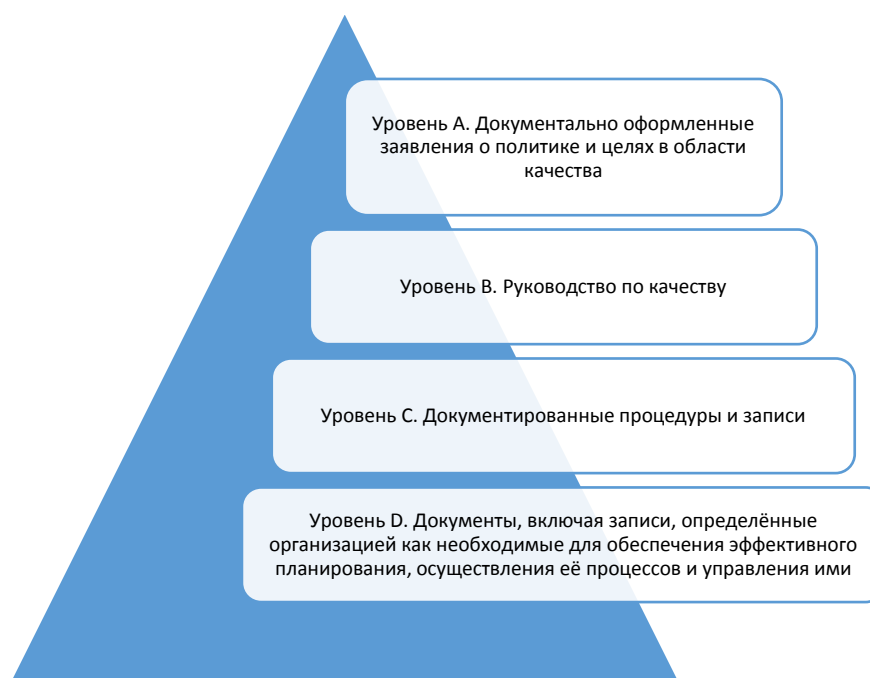 Уровень А. Документально оформленные
заявления о политике и целях в области
качества
Уровень В. Руководство по качеству
Уровень С. Документированные процедуры и записи
Уровень D. Документы, включая записи, определённые
организацией как необходимые для обеспечения эффективного
планирования, осуществления её процессов и управления ими